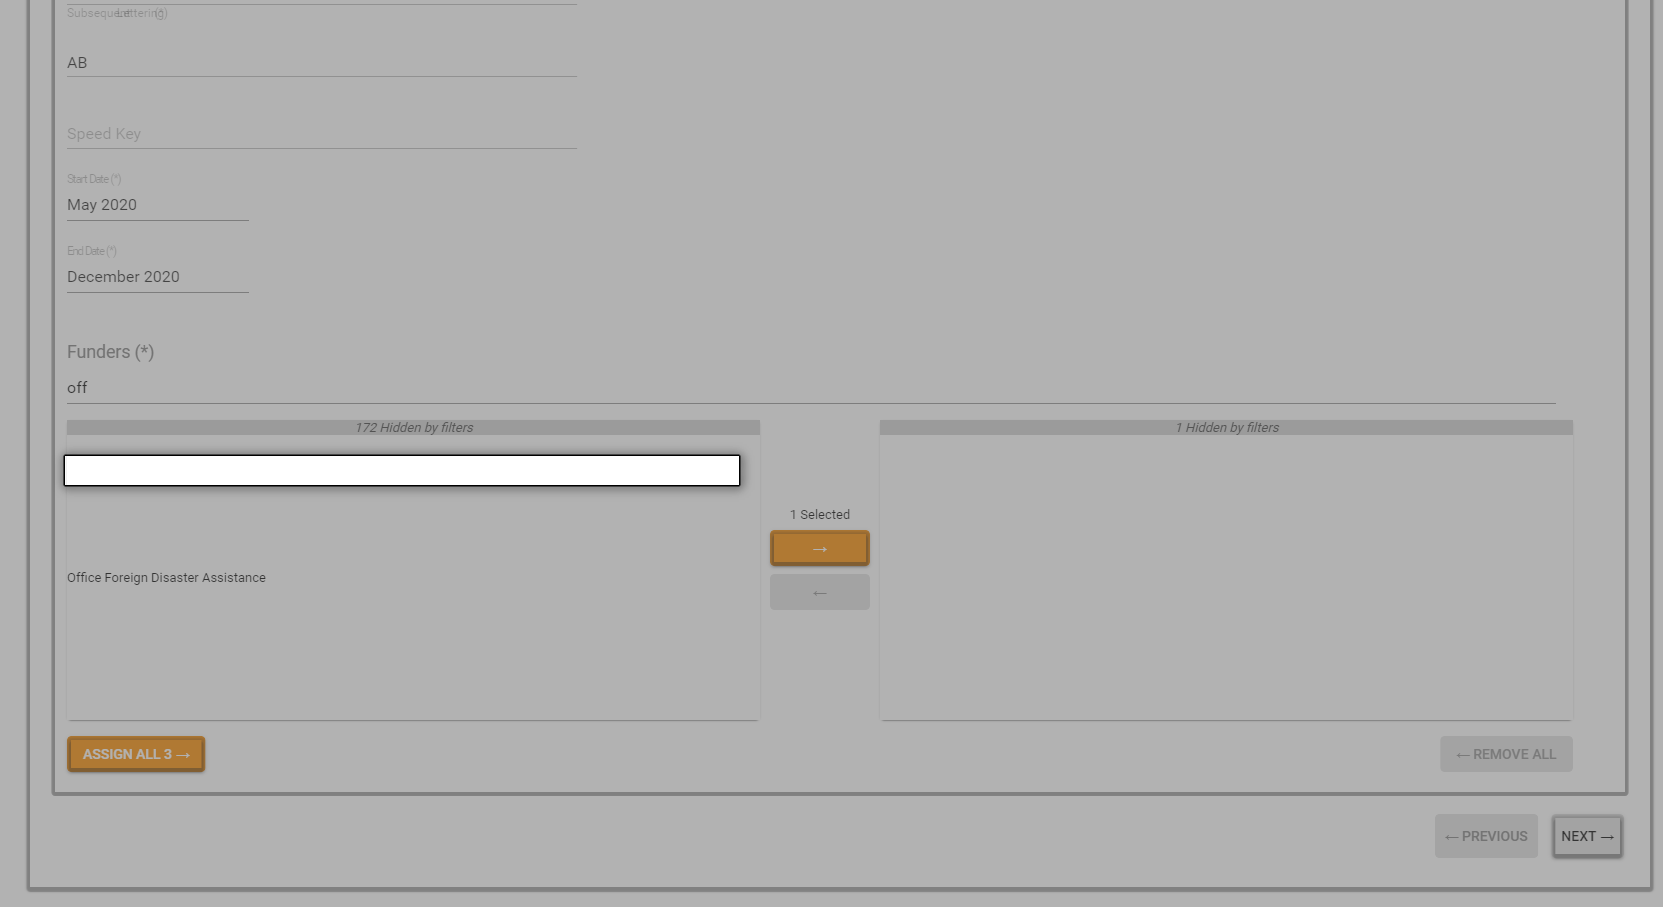 Subsequent Lettering (*)
AB
Speed Key
Start Date (*)
May 2020
End Date (*)
December 2020
Funders (*)
off
172 Hidden by filters
1 Hidden by filters
1 Selected
→
←
Office Foreign Disaster Assistance
ASSIGN ALL 3 →
← REMOVE ALL
← PREVIOUS
NEXT →